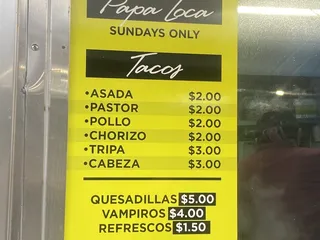 Papa Loca
SUNDAYS ONLY
Tacos
•ASADA $2.00
•PASTOR $2.00
•POLLO $2.00
•CHORIZO $2.00
•TRIPA $3.00
•CABEZA $3.00
QUESADILLAS $5.00
VAMPIROS $4.00
REFRESCOS $1.50